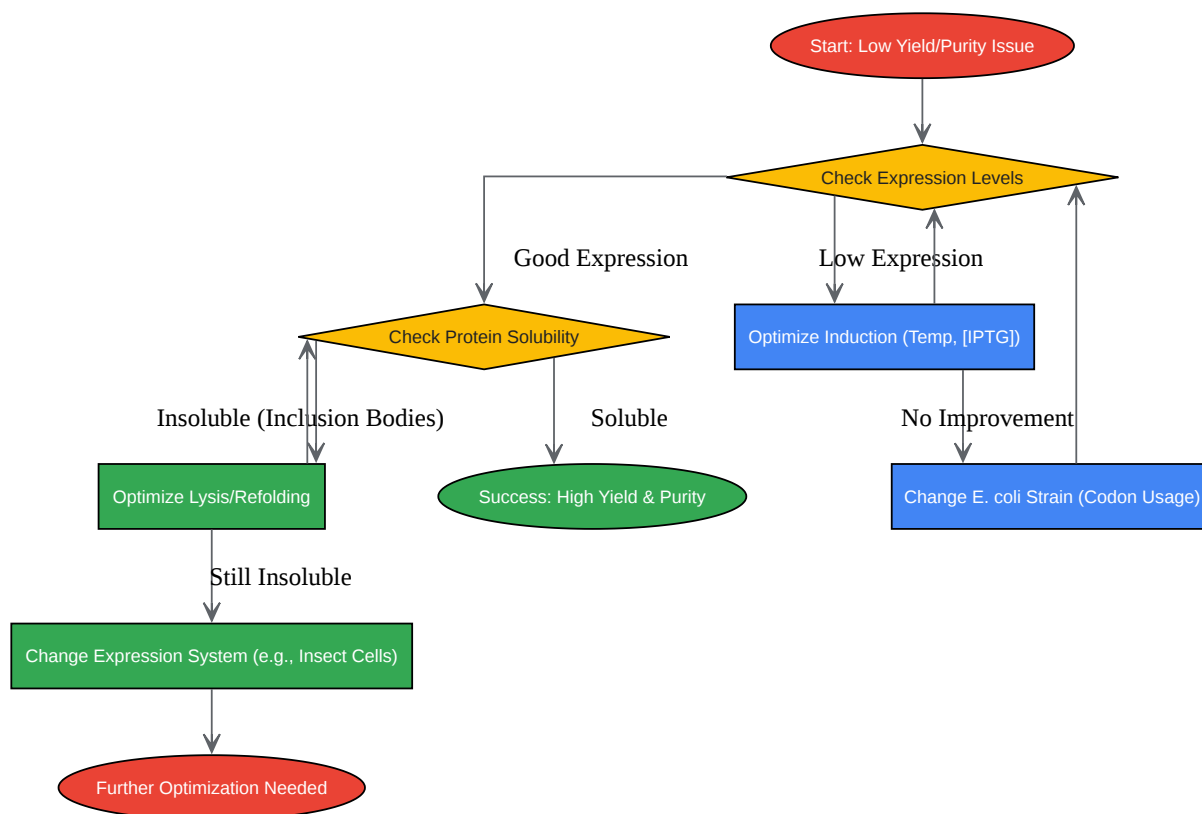 Start: Low Yield/Purity Issue
Check Expression Levels
Good Expression
Low Expression
Check Protein Solubility
Optimize Induction (Temp, [IPTG])
Insoluble (Inclusion Bodies)
Soluble
No Improvement
Optimize Lysis/Refolding
Success: High Yield & Purity
Change E. coli Strain (Codon Usage)
Still Insoluble
Change Expression System (e.g., Insect Cells)
Further Optimization Needed